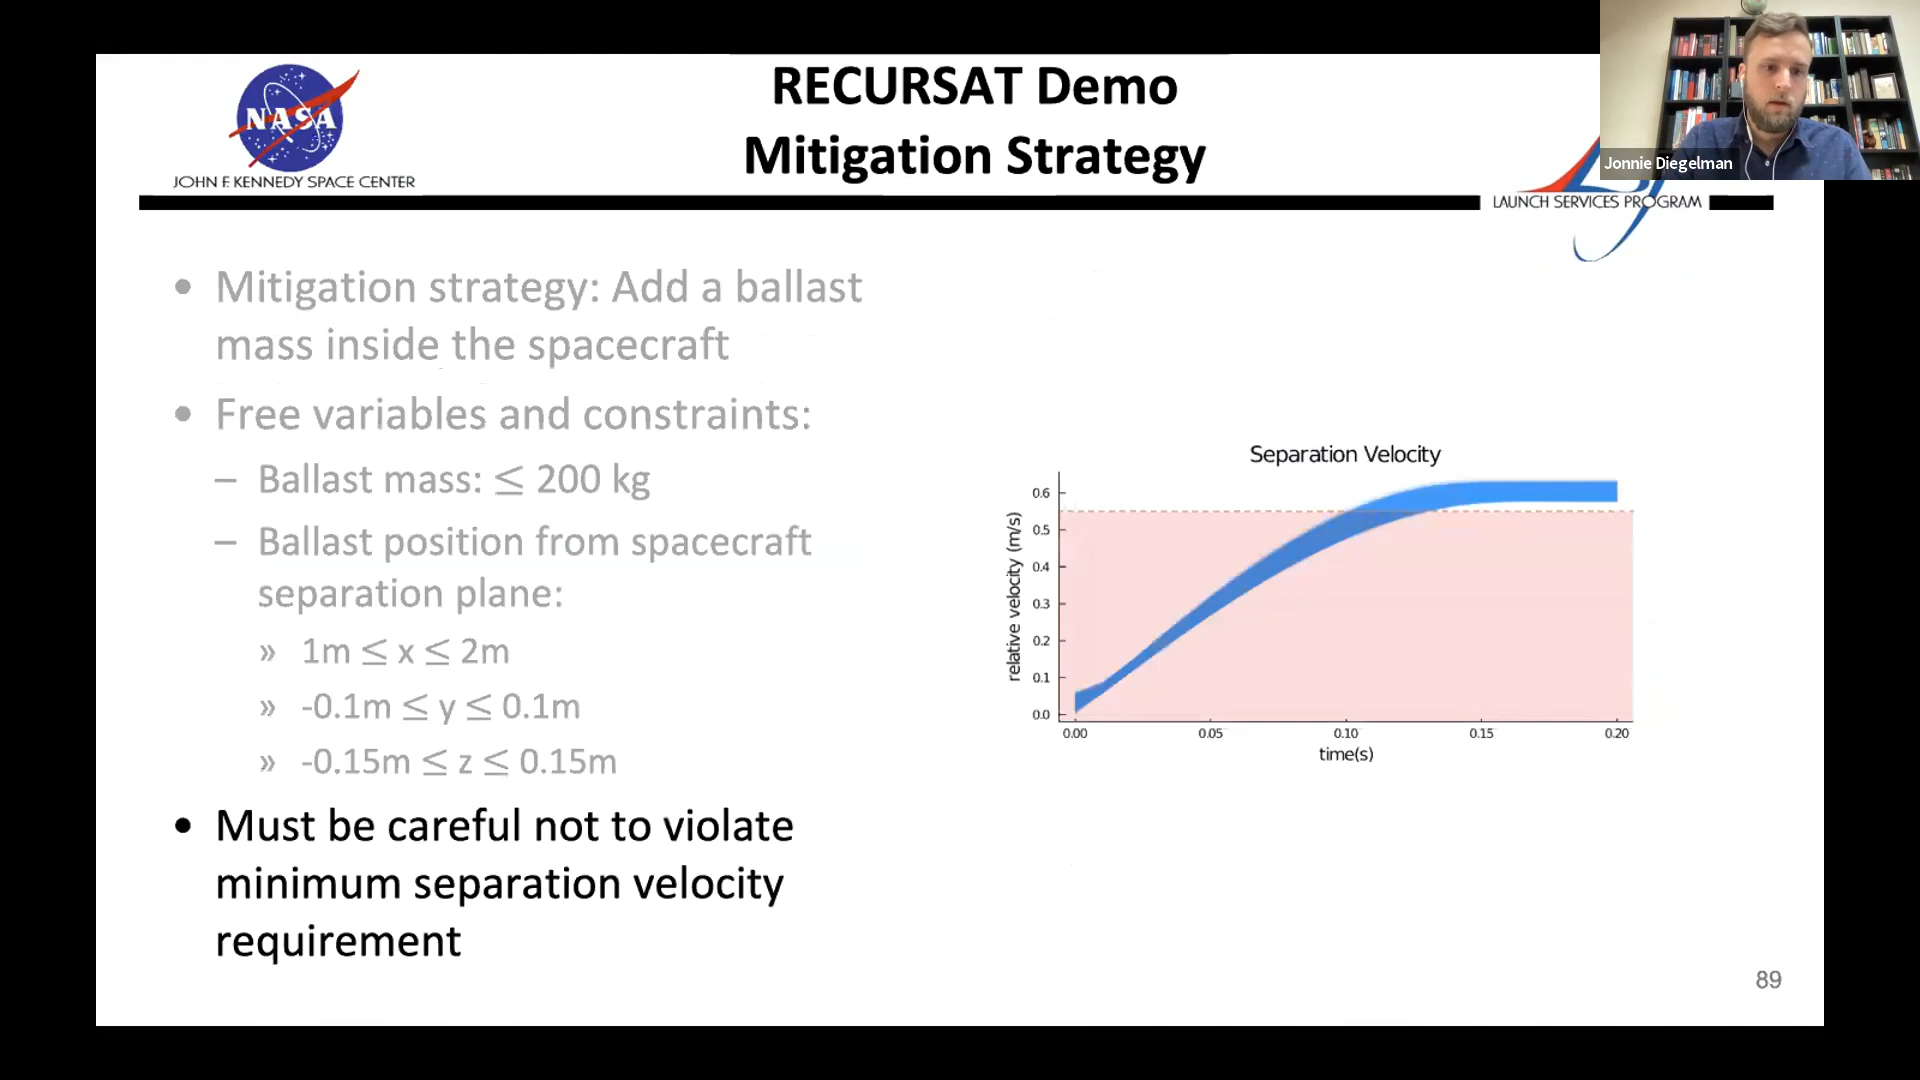 RECURSAT Demo
Mitigation Strategy
NASA
JOHN F. KENNEDY SPACE CENTER
Jonnie Diegelman
LAUNCH SERVICES PROGRAM
• Mitigation strategy: Add a ballast
mass inside the spacecraft
• Free variables and constraints:
– Ballast mass: ≤ 200 kg
– Ballast position from spacecraft
separation plane:
» 1m ≤ x ≤ 2m
» -0.1m ≤ y ≤ 0.1m
» -0.15m ≤ z ≤ 0.15m
• Must be careful not to violate
minimum separation velocity
requirement
Separation Velocity
relative velocity (m/s)
0.6
0.5
0.4
0.3
0.2
0.1
0.0
0.00 0.05 0.10 0.15 0.20
time(s)
89